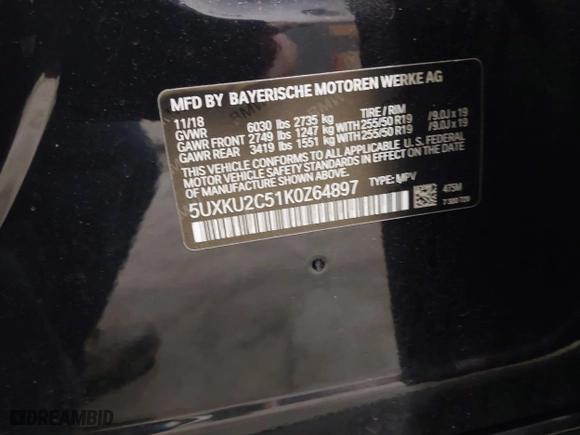 MFD BY BAYERISCHE MOTOREN WERKE AG
11/18 TIRE / RIM
GVWR 6030 lbs 2735 kg
GAWR FRONT 2749 lbs 1247 kg WITH 255/50 R19 /9.0J x 19
GAWR REAR 3419 lbs 1551 kg WITH 255/50 R19 /9.0J x 19
THIS VEHICLE CONFORMS TO ALL APPLICABLE U.S. FEDERAL
MOTOR VEHICLE SAFETY STANDARDS IN EFFECT ON THE DATE OF
MANUFACTURE SHOWN ABOVE.
5UXKU2C51K0Z64897 TYPE: MPV
475M
7 300 720
DREAMBID